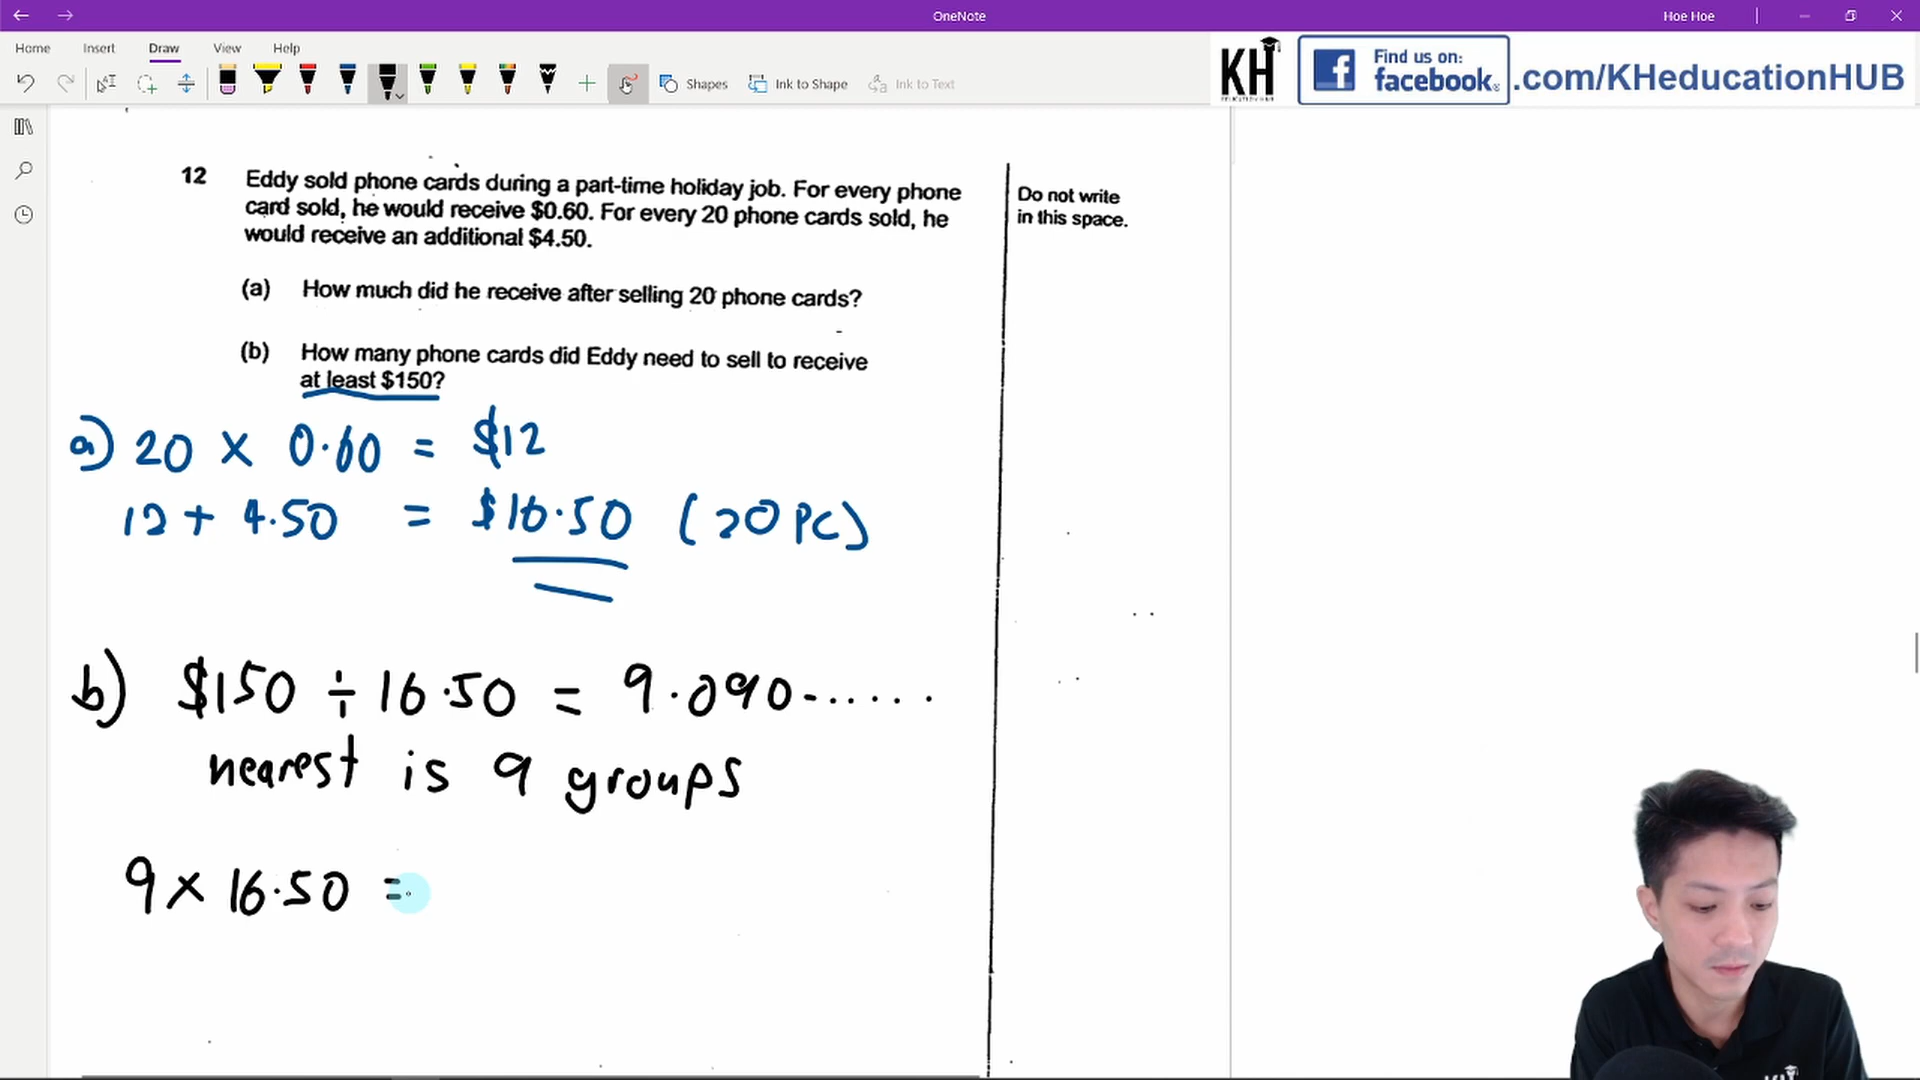 OneNote
Hoe Hoe
Home Insert Draw View Help
Shapes Ink to Shape Ink to Text
KH
Find us on:
facebook .com/KHeducationHUB
12 Eddy sold phone cards during a part-time holiday job. For every phone
card sold, he would receive $0.60. For every 20 phone cards sold, he
would receive an additional $4.50.
Do not write
in this space.
(a) How much did he receive after selling 20 phone cards?
(b) How many phone cards did Eddy need to sell to receive
at least $150?
a) 20 × 0.60 = $12
12 + 4.50 = $16.50 (20 PC)
b) $150 ÷ 16.50 = 9.090-.....
nearest is 9 groups
9 × 16.50 =